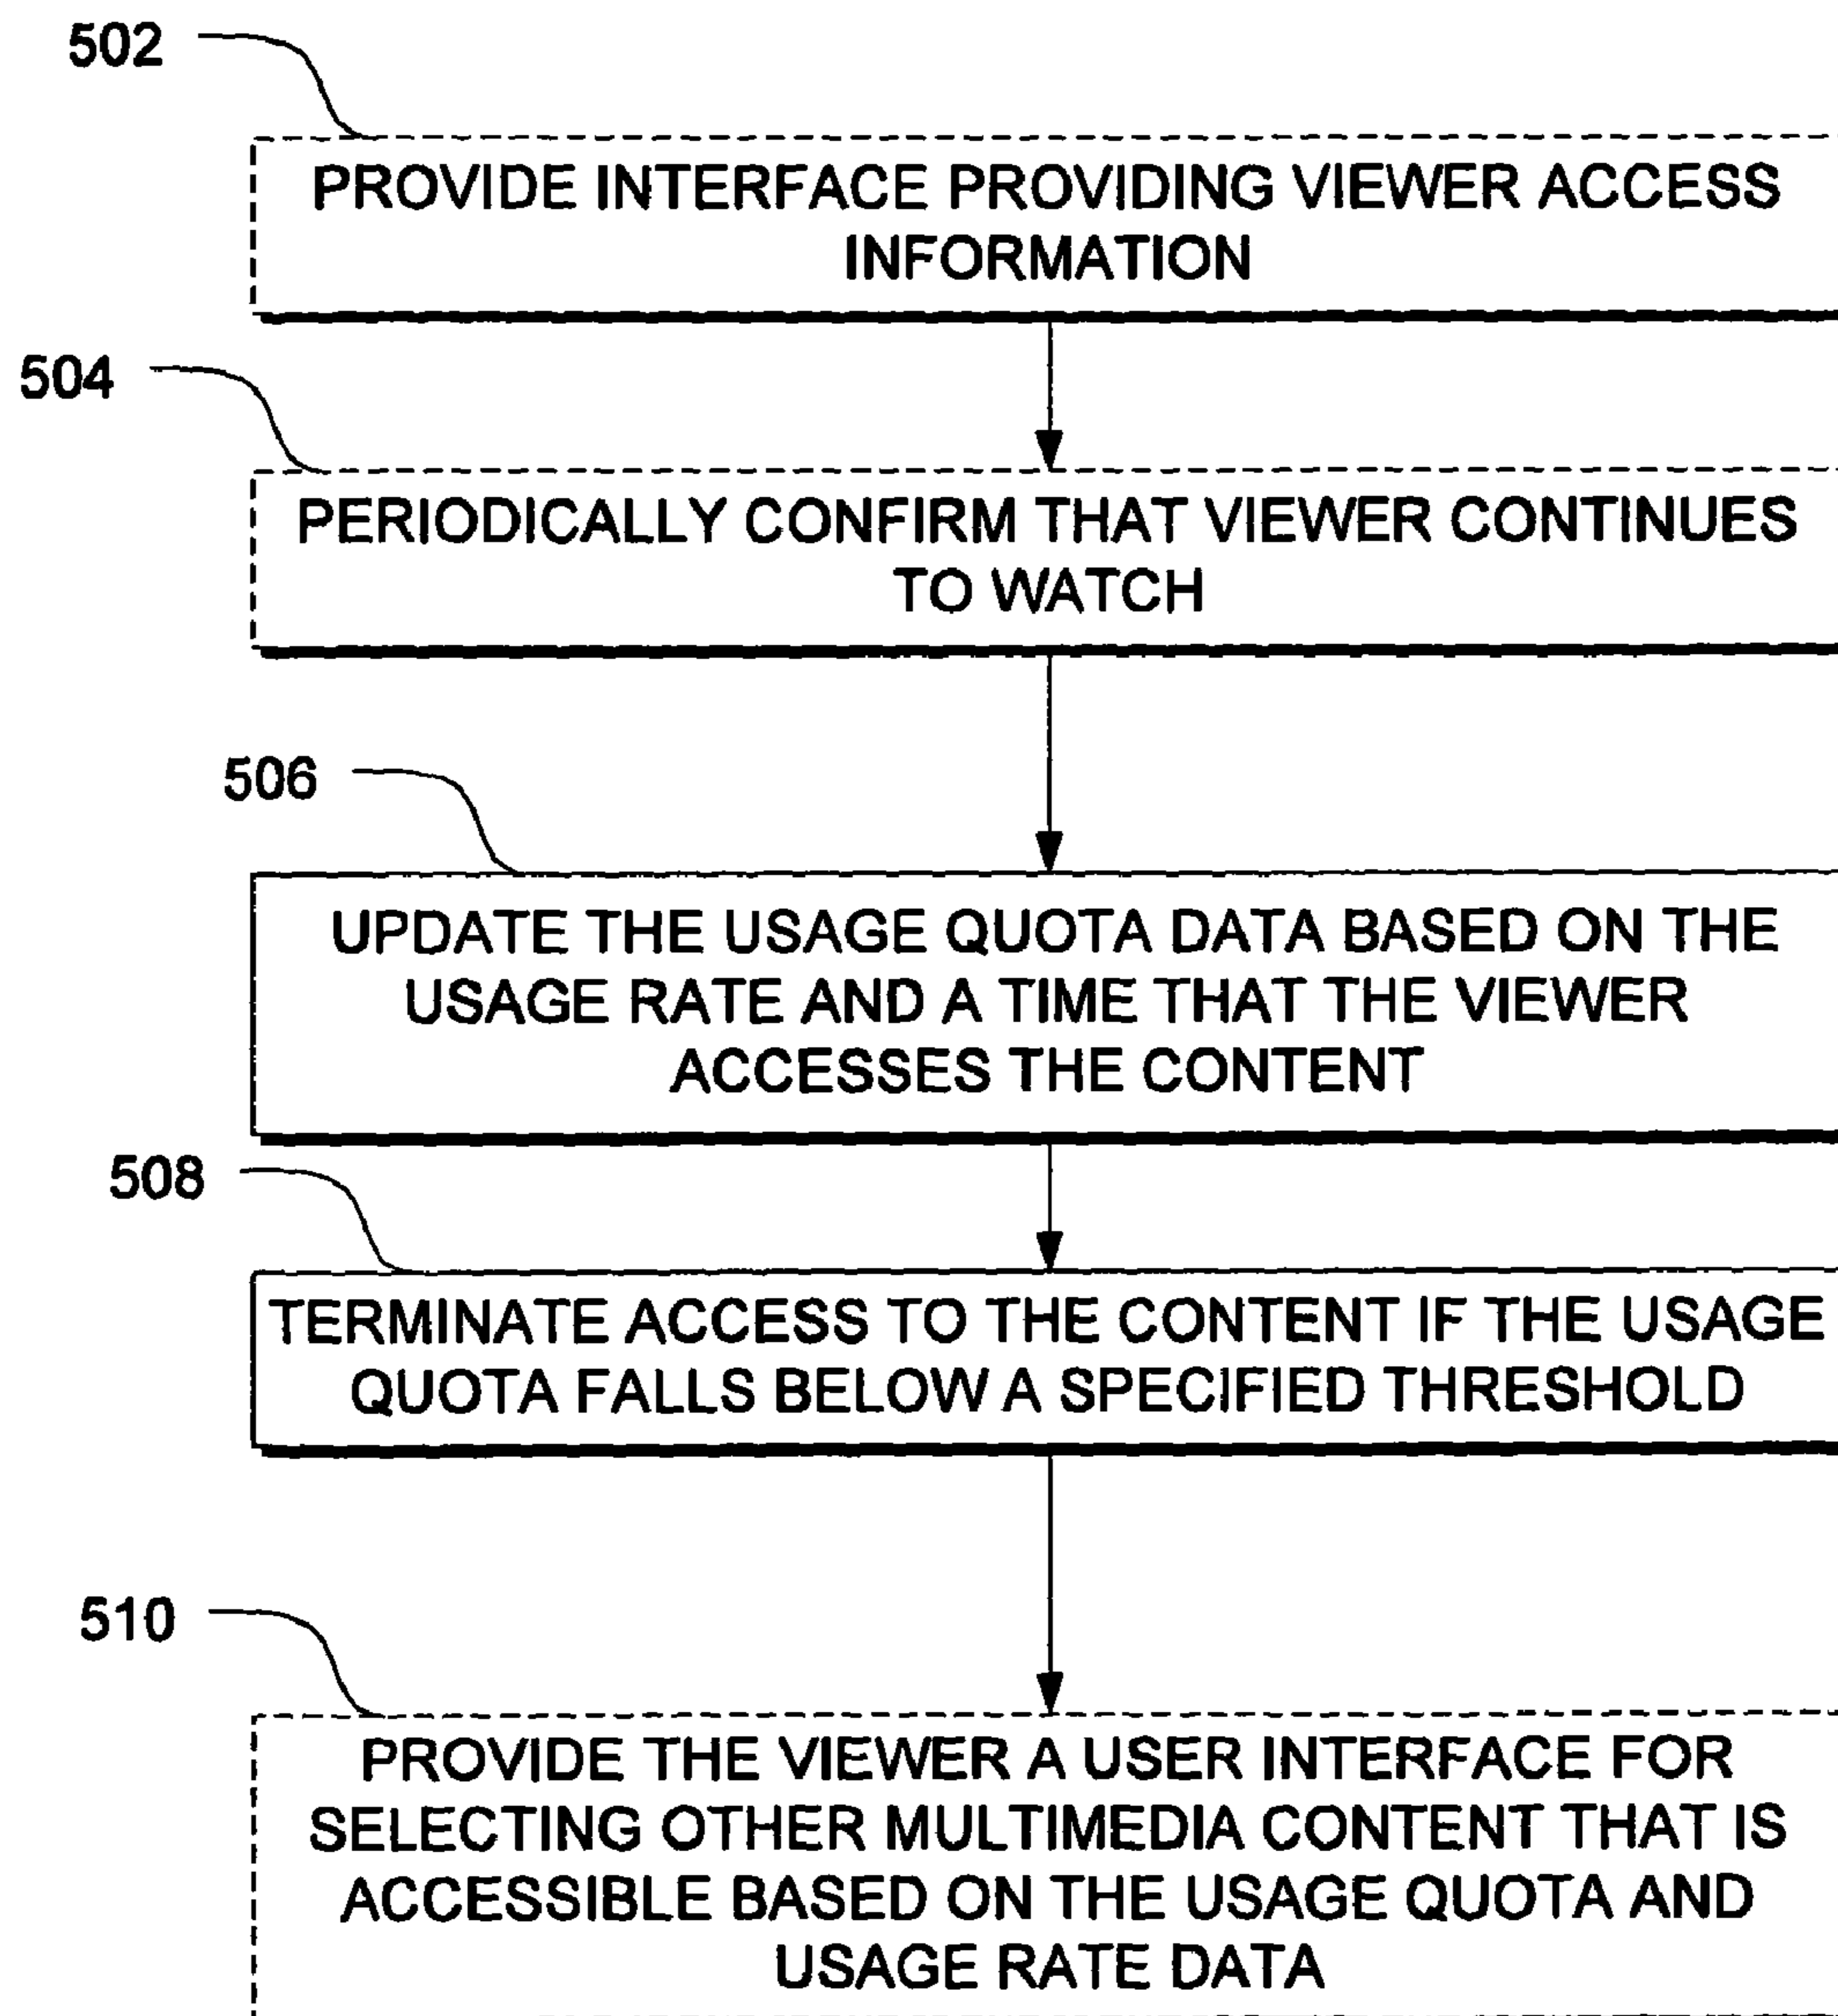 502
PROVIDE INTERFACE PROVIDING VIEWER ACCESS
INFORMATION
504
PERIODICALLY CONFIRM THAT VIEWER CONTINUES
TO WATCH
506
UPDATE THE USAGE QUOTA DATA BASED ON THE
USAGE RATE AND A TIME THAT THE VIEWER
ACCESSES THE CONTENT
508
TERMINATE ACCESS TO THE CONTENT IF THE USAGE
QUOTA FALLS BELOW A SPECIFIED THRESHOLD
510
PROVIDE THE VIEWER A USER INTERFACE FOR
SELECTING OTHER MULTIMEDIA CONTENT THAT IS
ACCESSIBLE BASED ON THE USAGE QUOTA AND
USAGE RATE DATA